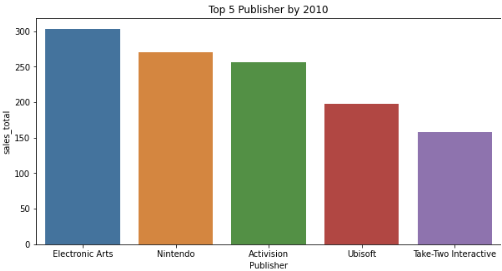 Top 5 Publisher by 2010
sales_total
300
250
200
150
100
50
0
Electronic Arts Nintendo Activision Ubisoft Take-Two Interactive
Publisher